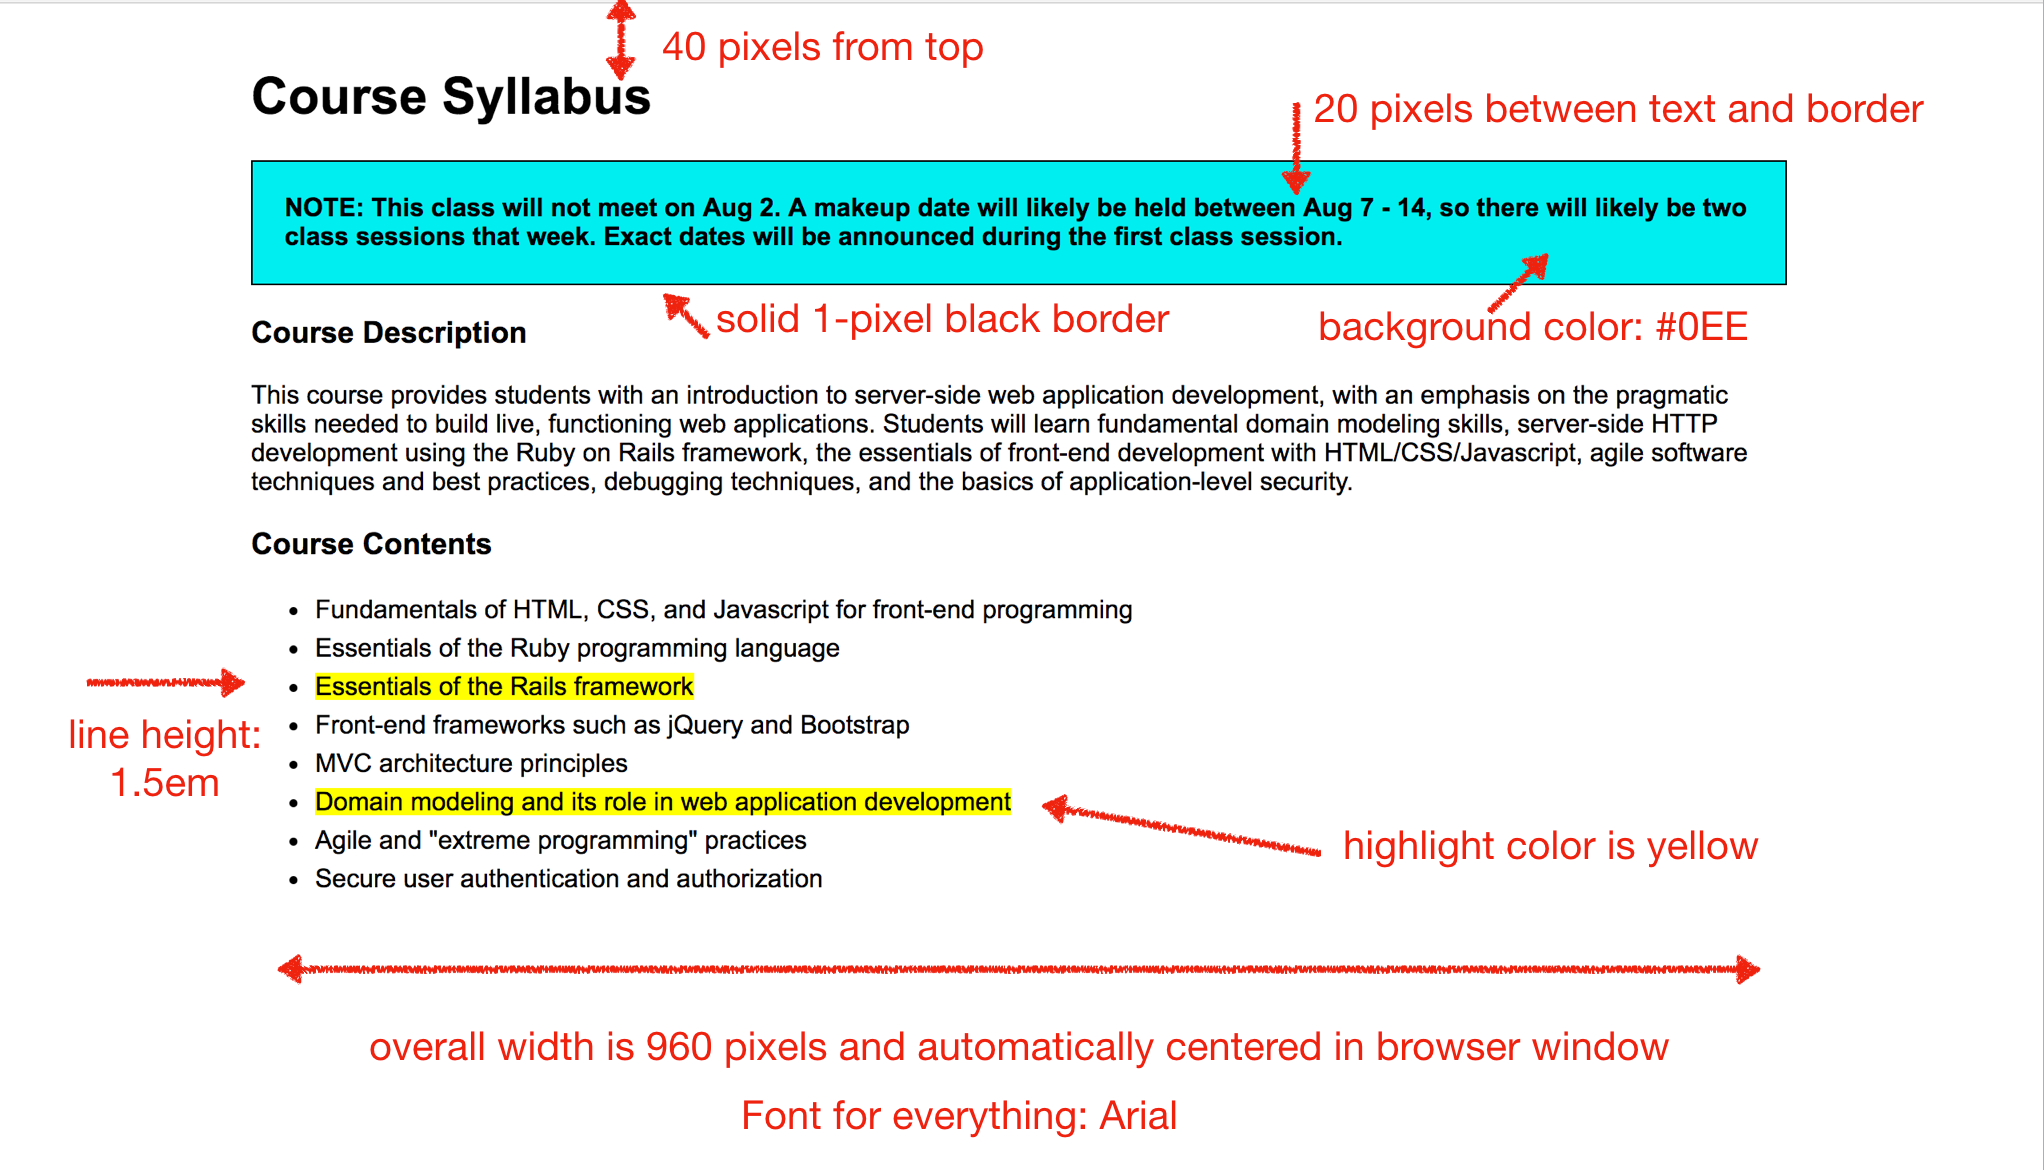 40 pixels from top
Course Syllabus
20 pixels between text and border
NOTE: This class will not meet on Aug 2. A makeup date will likely be held between Aug 7 - 14, so there will likely be two
class sessions that week. Exact dates will be announced during the first class session.
solid 1-pixel black border
background color: #0EE
Course Description
This course provides students with an introduction to server-side web application development, with an emphasis on the pragmatic
skills needed to build live, functioning web applications. Students will learn fundamental domain modeling skills, server-side HTTP
development using the Ruby on Rails framework, the essentials of front-end development with HTML/CSS/Javascript, agile software
techniques and best practices, debugging techniques, and the basics of application-level security.
Course Contents
• Fundamentals of HTML, CSS, and Javascript for front-end programming
• Essentials of the Ruby programming language
• Essentials of the Rails framework
• Front-end frameworks such as jQuery and Bootstrap
line height:
1.5em
• MVC architecture principles
• Domain modeling and its role in web application development
• Agile and "extreme programming" practices
highlight color is yellow
• Secure user authentication and authorization
overall width is 960 pixels and automatically centered in browser window
Font for everything: Arial